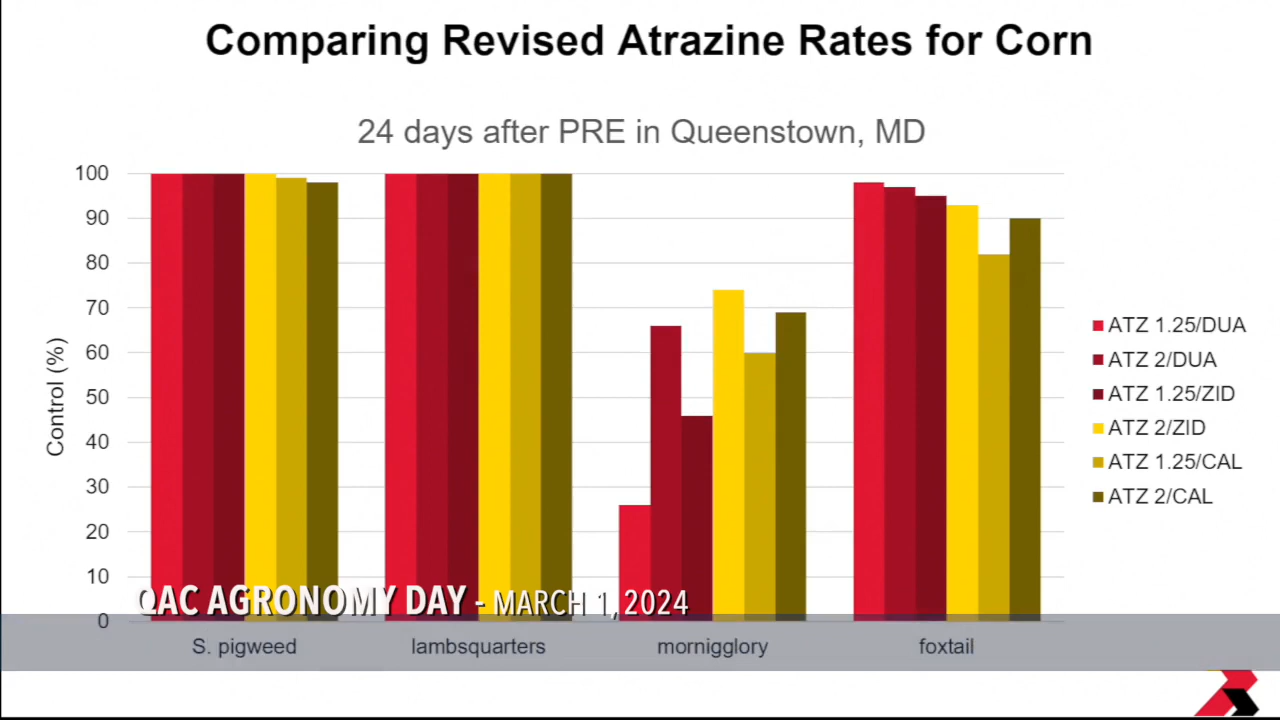 Comparing Revised Atrazine Rates for Corn
24 days after PRE in Queenstown, MD
Control (%)
100
90
80
70
60
50
40
30
20
10
0
S. pigweed
lambsquarters
mornigglory
foxtail
ATZ 1.25/DUA
ATZ 2/DUA
ATZ 1.25/ZID
ATZ 2/ZID
ATZ 1.25/CAL
ATZ 2/CAL
QAC AGRONOMY DAY - MARCH 1, 2024